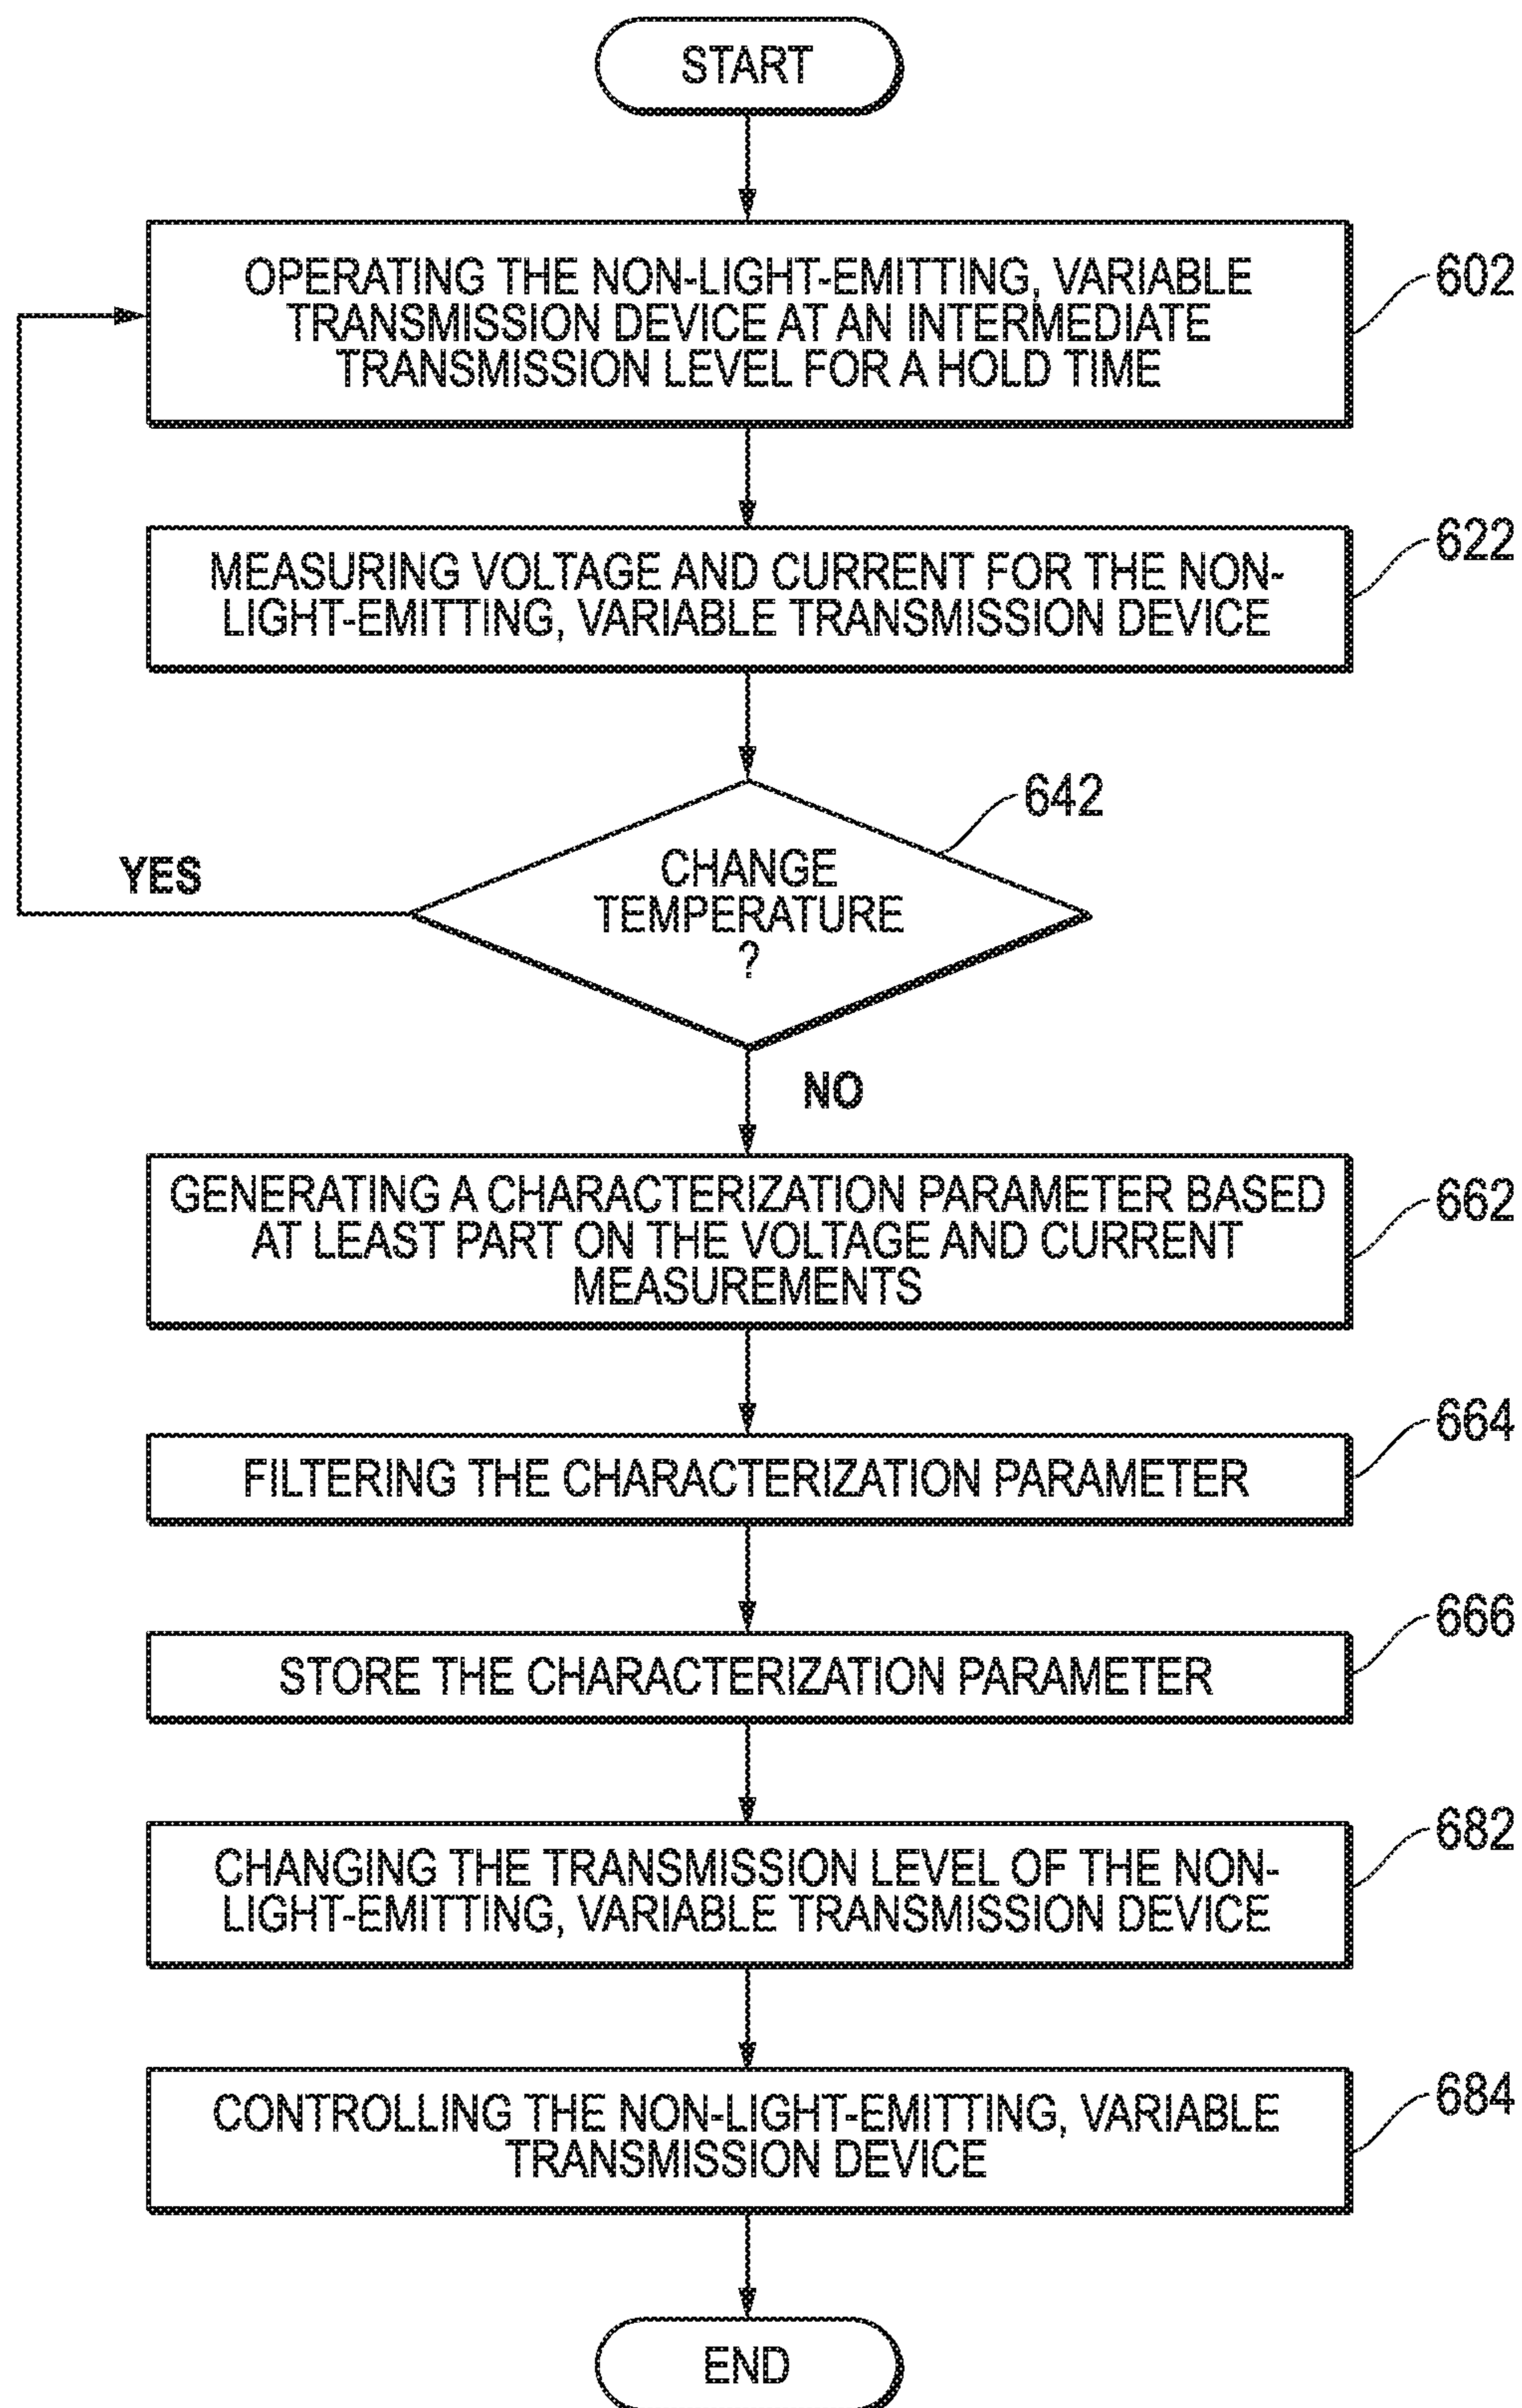 START
OPERATING THE NON-LIGHT-EMITTING, VARIABLE
TRANSMISSION DEVICE AT AN INTERMEDIATE
TRANSMISSION LEVEL FOR A HOLD TIME
602
MEASURING VOLTAGE AND CURRENT FOR THE NON-
LIGHT-EMITTING, VARIABLE TRANSMISSION DEVICE
622
CHANGE
TEMPERATURE
?
642
YES
NO
GENERATING A CHARACTERIZATION PARAMETER BASED
AT LEAST PART ON THE VOLTAGE AND CURRENT
MEASUREMENTS
662
FILTERING THE CHARACTERIZATION PARAMETER
664
STORE THE CHARACTERIZATION PARAMETER
666
CHANGING THE TRANSMISSION LEVEL OF THE NON-
LIGHT-EMITTING, VARIABLE TRANSMISSION DEVICE
682
CONTROLLING THE NON-LIGHT-EMITTING, VARIABLE
TRANSMISSION DEVICE
684
END